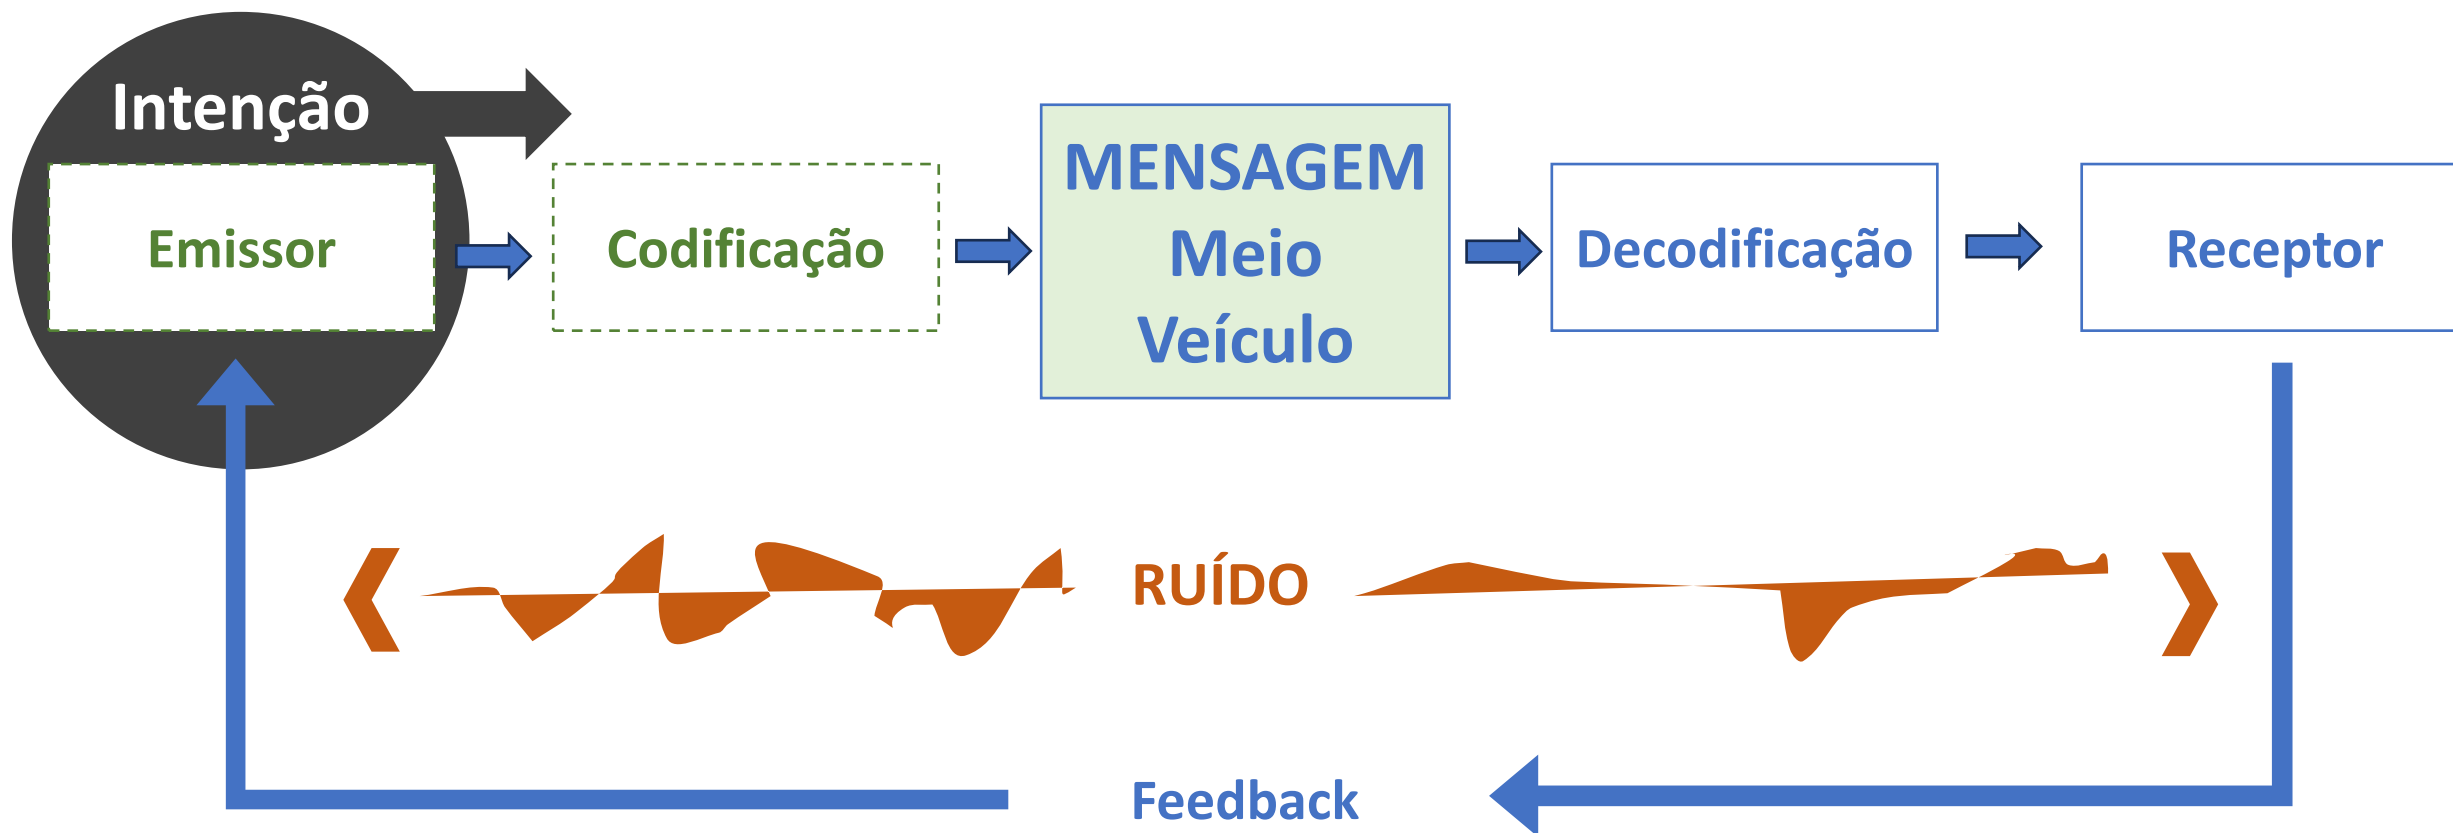 Intenção
Emissor
Codificação
MENSAGEM
Meio
Veículo
Decodificação
Receptor
RUÍDO
Feedback